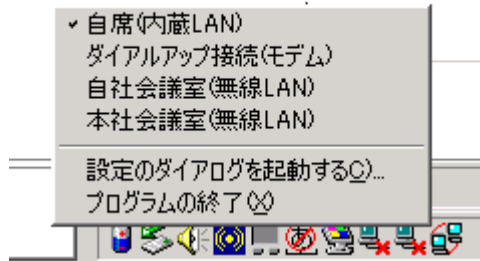 自席(内蔵LAN)
ダイアルアップ接続(モデム)
自社会議室(無線LAN)
本社会議室(無線LAN)
設定のダイアログを起動する(C)...
プログラムの終了(X)
あ